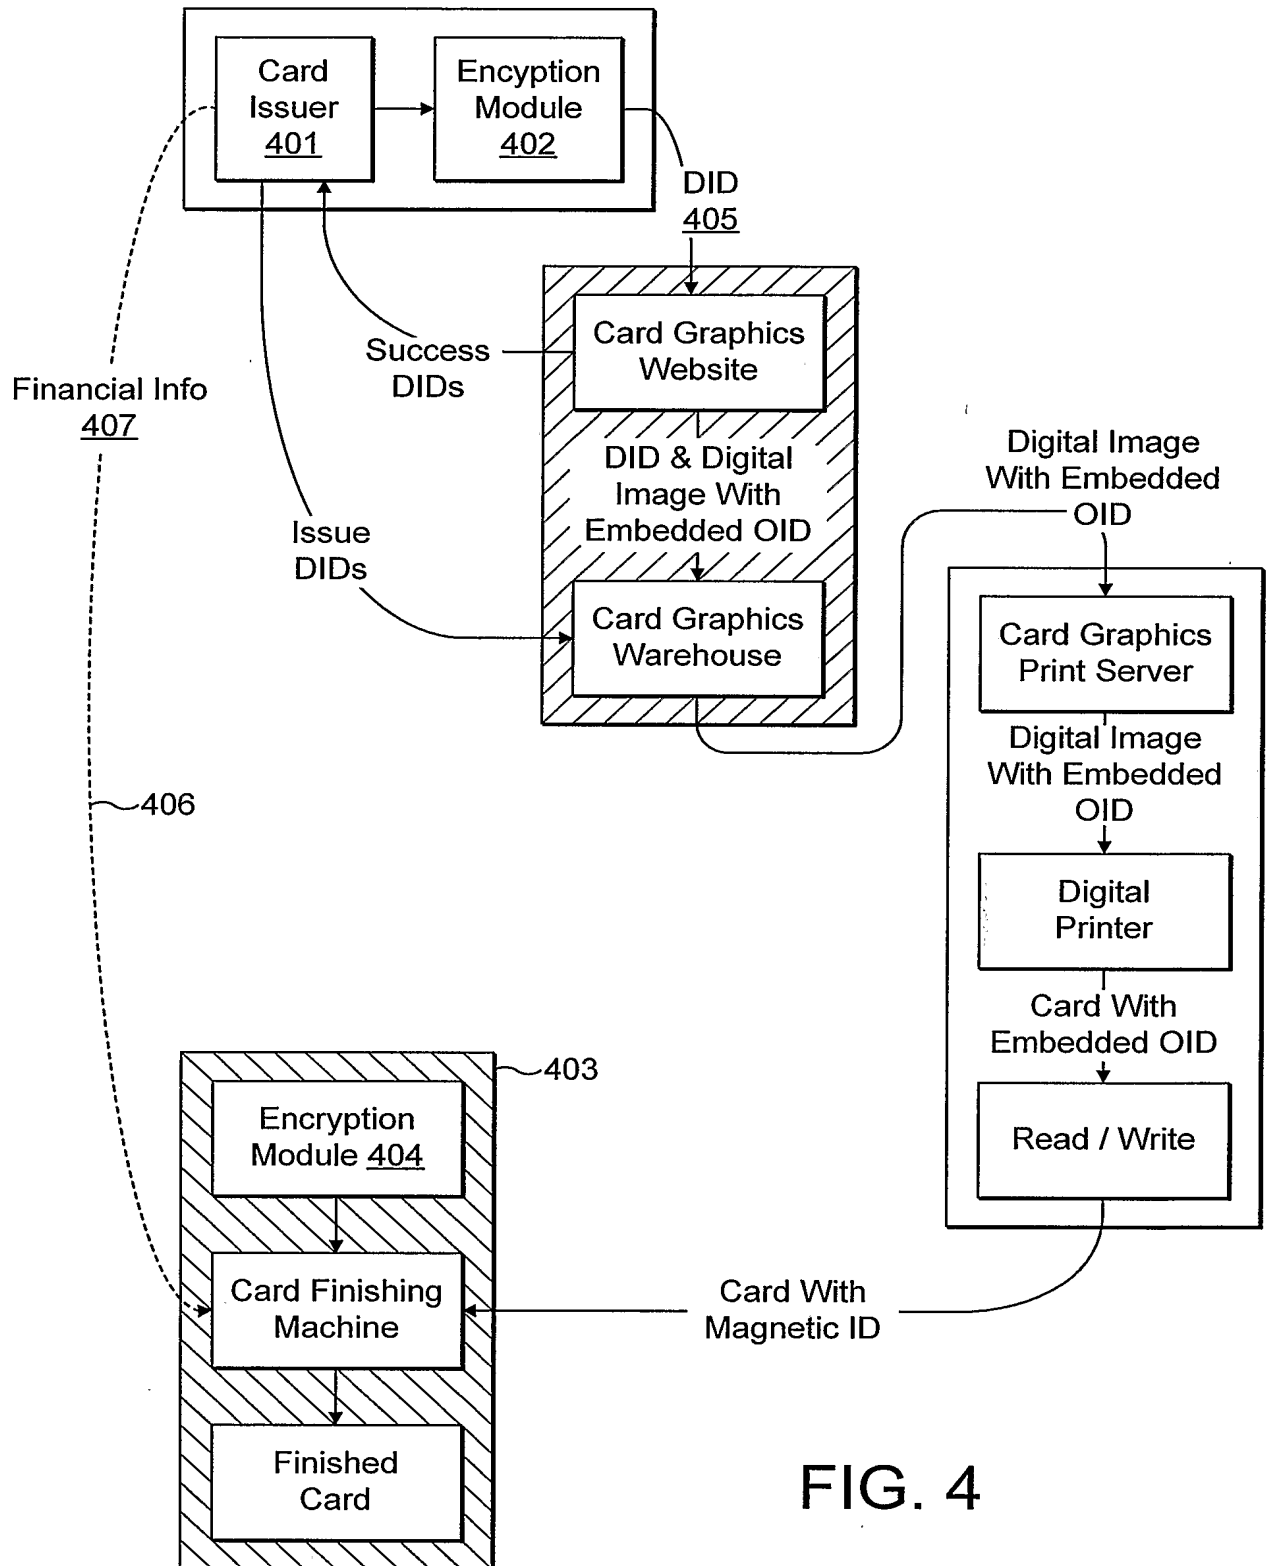 Card
Issuer
401
Encyption
Module
402
DID
405
Card Graphics
Website
Success
DIDs
Financial Info
407
DID & Digital
Image With
Embedded OID
Digital Image
With Embedded
OID
Issue
DIDs
Card Graphics
Warehouse
Card Graphics
Print Server
Digital Image
With Embedded
OID
406
Digital
Printer
Card With
Embedded OID
403
Encryption
Module 404
Read / Write
Card Finishing
Machine
Card With
Magnetic ID
Finished
Card
FIG. 4